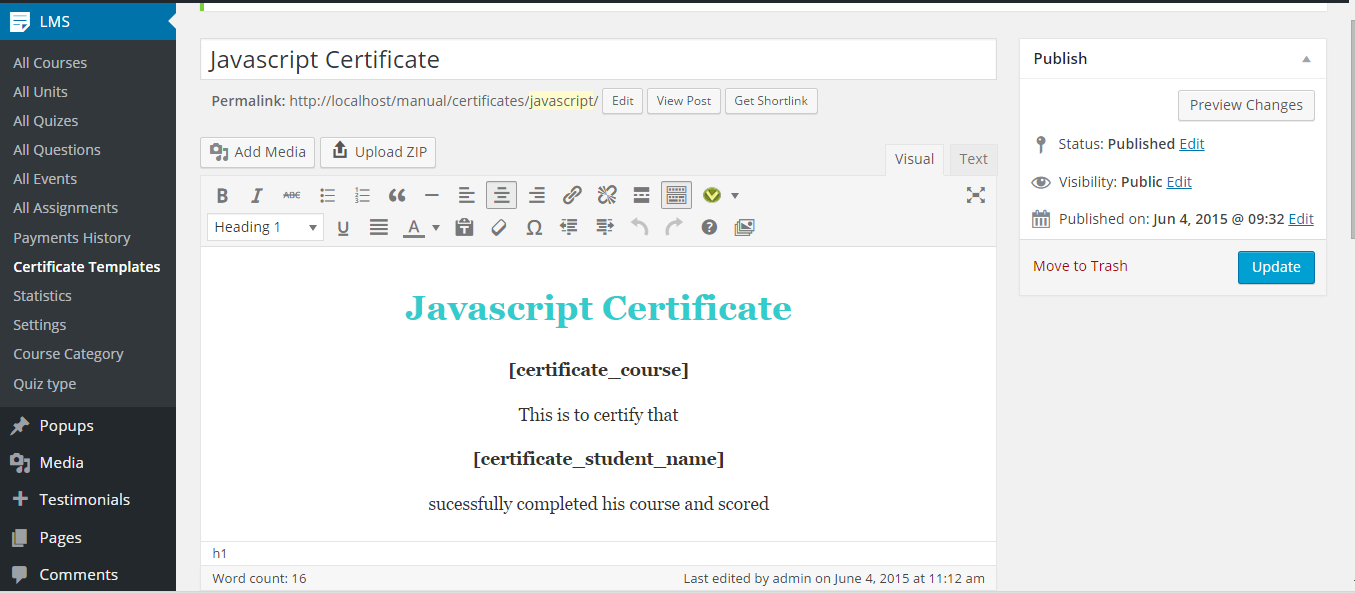 LMS
All Courses
All Units
All Quizes
All Questions
All Events
All Assignments
Payments History
Certificate Templates
Statistics
Settings
Course Category
Quiz type
Popups
Media
Testimonials
Pages
Comments
Javascript Certificate
Permalink: http://localhost/manual/certificates/javascript/ Edit View Post Get Shortlink
Add Media Upload ZIP
Visual Text
B I ABC
Heading 1 U A Ω ?
Javascript Certificate
[certificate_course]
This is to certify that
[certificate_student_name]
sucessfully completed his course and scored
h1
Word count: 16 Last edited by admin on June 4, 2015 at 11:12 am
Publish
Preview Changes
Status: Published Edit
Visibility: Public Edit
Published on: Jun 4, 2015 @ 09:32 Edit
Move to Trash Update